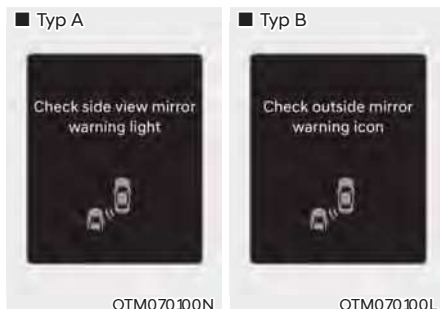 ■ Typ A
Check side view mirror
warning light
OTM070100N
■ Typ B
Check outside mirror
warning icon
OTM070100L